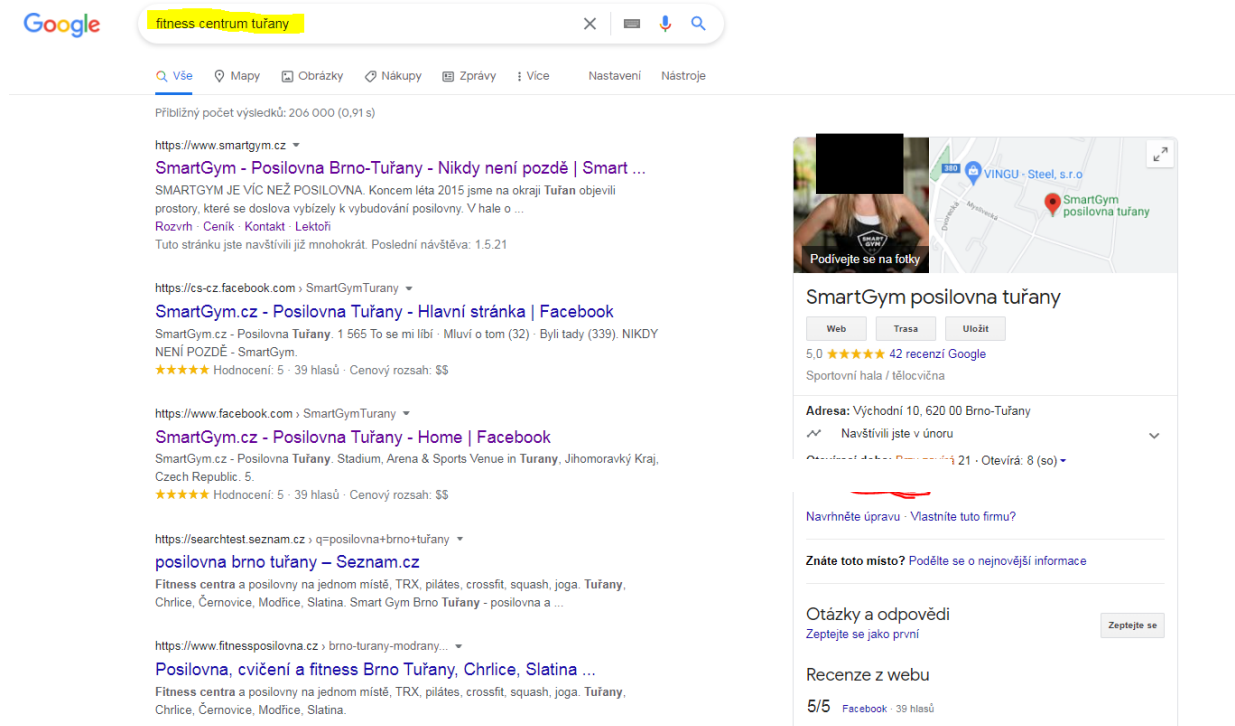 Google
fitness centrum tuřany
Vše Mapy Obrázky Nákupy Zprávy Více Nastavení Nástroje
Přibližný počet výsledků: 206 000 (0,91 s)
https://www.smartgym.cz
SmartGym - Posilovna Brno-Tuřany - Nikdy není pozdě | Smart ...
SMARTGYM JE VÍC NEŽ POSILOVNA. Koncem léta 2015 jsme na okraji Tuřan objevili
prostory, které se doslova vybízely k vybudování posilovny. V hale o ...
Rozvrh · Ceník · Kontakt · Lektoři
Tuto stránku jste navštívili již mnohokrát. Poslední návštěva: 1.5.21
https://cs-cz.facebook.com › SmartGymTurany
SmartGym.cz - Posilovna Tuřany - Hlavní stránka | Facebook
SmartGym.cz - Posilovna Tuřany. 1 565 To se mi líbí · Mluví o tom (32) · Byli tady (339). NIKDY
NENÍ POZDĚ - SmartGym.
Hodnocení: 5 · 39 hlasů · Cenový rozsah: $$
https://www.facebook.com › SmartGymTurany
SmartGym.cz - Posilovna Tuřany - Home | Facebook
SmartGym.cz - Posilovna Tuřany. Stadium, Arena & Sports Venue in Turany, Jihomoravký Kraj,
Czech Republic. 5.
Hodnocení: 5 · 39 hlasů · Cenový rozsah: $$
https://searchtest.seznam.cz › q=posilovna+brno+tuřany
posilovna brno tuřany – Seznam.cz
Fitness centra a posilovny na jednom místě, TRX, pilátes, crossfit, squash, joga. Tuřany,
Chrlice, Černovice, Modřice, Slatina. Smart Gym Brno Tuřany - posilovna a ...
https://www.fitnessposilovna.cz › brno-turany-modrany...
Posilovna, cvičení a fitness Brno Tuřany, Chrlice, Slatina ...
Fitness centra a posilovny na jednom místě, TRX, pilátes, crossfit, squash, joga. Tuřany,
Chrlice, Černovice, Modřice, Slatina.
380
VINGU - Steel, s.r.o
SmartGym
posilovna tuřany
Dvorecká
Myslivecká
SMART
GYM
Podívejte se na fotky
SmartGym posilovna tuřany
Web Trasa Uložit
5,0 42 recenzí Google
Sportovní hala / tělocvična
Adresa: Východní 10, 620 00 Brno-Tuřany
Navštívili jste v únoru
21 · Otevírá: 8 (so)
Navrhněte úpravu · Vlastníte tuto firmu?
Znáte toto místo? Podělte se o nejnovější informace
Otázky a odpovědi
Zeptejte se jako první
Zeptejte se
Recenze z webu
5/5 Facebook · 39 hlasů